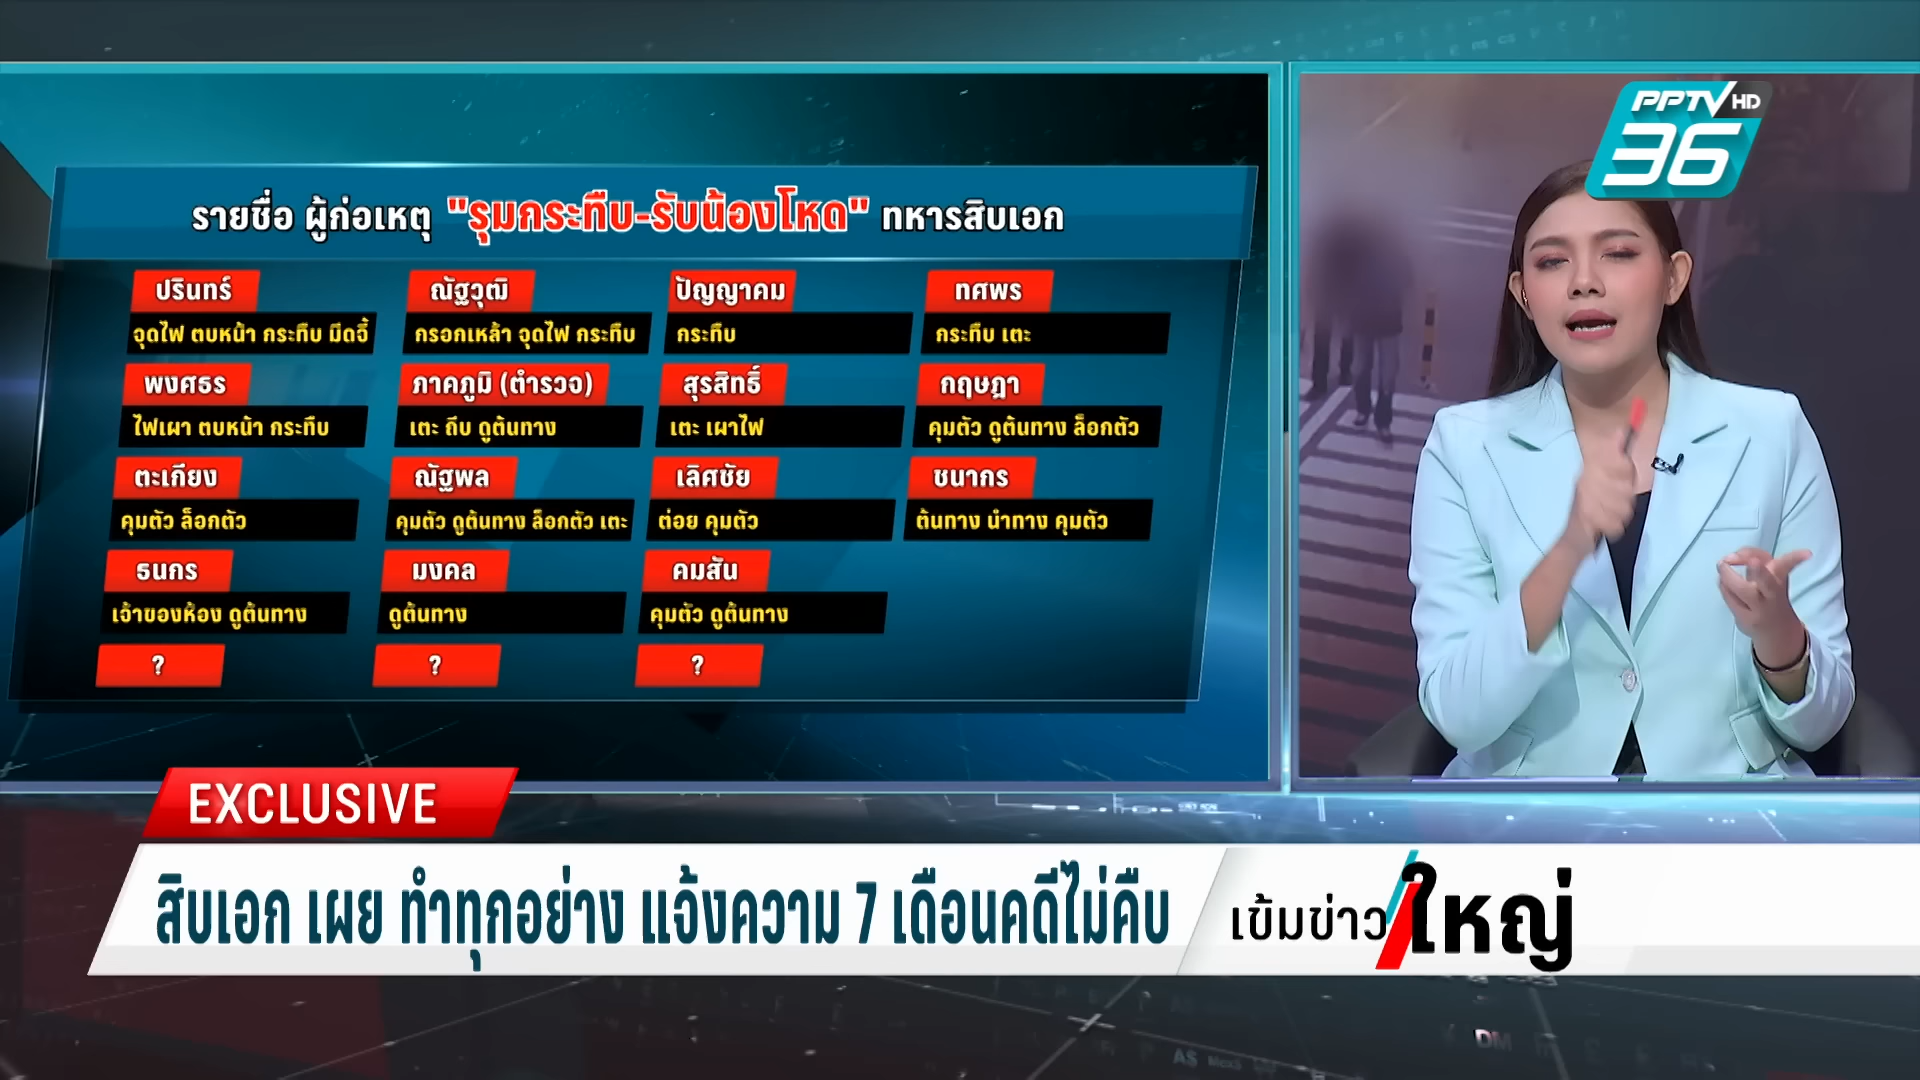 PPTV HD
36
รายชื่อ ผู้ก่อเหตุ "รุมกระทืบ-รับน้องโหด" ทหารสิบเอก
ปรินทร์ ณัฐวุฒิ ปัญญาคม ทศพร
จุดไฟ ตบหน้า กระทืบ มีดจี้ กรอกเหล้า จุดไฟ กระทืบ กระทืบ กระทืบ เตะ
พงศธร ภาคภูมิ (ตำรวจ) สุรสิทธิ์ กฤษฎา
ไฟเผา ตบหน้า กระทืบ เตะ ถีบ ดูต้นทาง เตะ เผาไฟ คุมตัว ดูต้นทาง ล็อกตัว
ตะเกียง ณัฐพล เลิศชัย ชนากร
คุมตัว ล็อกตัว คุมตัว ดูต้นทาง ล็อกตัว เตะ ต่อย คุมตัว ต้นทาง นำทาง คุมตัว
ธนกร มงคล คมสัน
เจ้าของห้อง ดูต้นทาง ดูต้นทาง คุมตัว ดูต้นทาง
? ? ?
EXCLUSIVE
สิบเอก เผย ทำทุกอย่าง แจ้งความ 7 เดือนคดีไม่คืบ
เข้มข่าวใหญ่